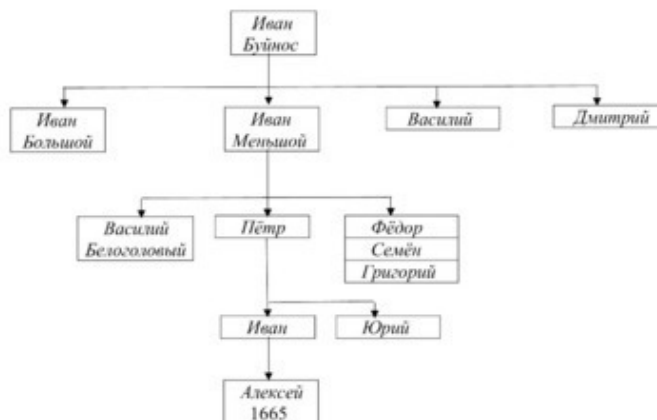 Иван
Буйнос
Иван
Большой
Иван
Меньшой
Василий
Дмитрий
Василий
Белоголовый
Пётр
Фёдор
Семён
Григорий
Иван
Юрий
Алексей
1665